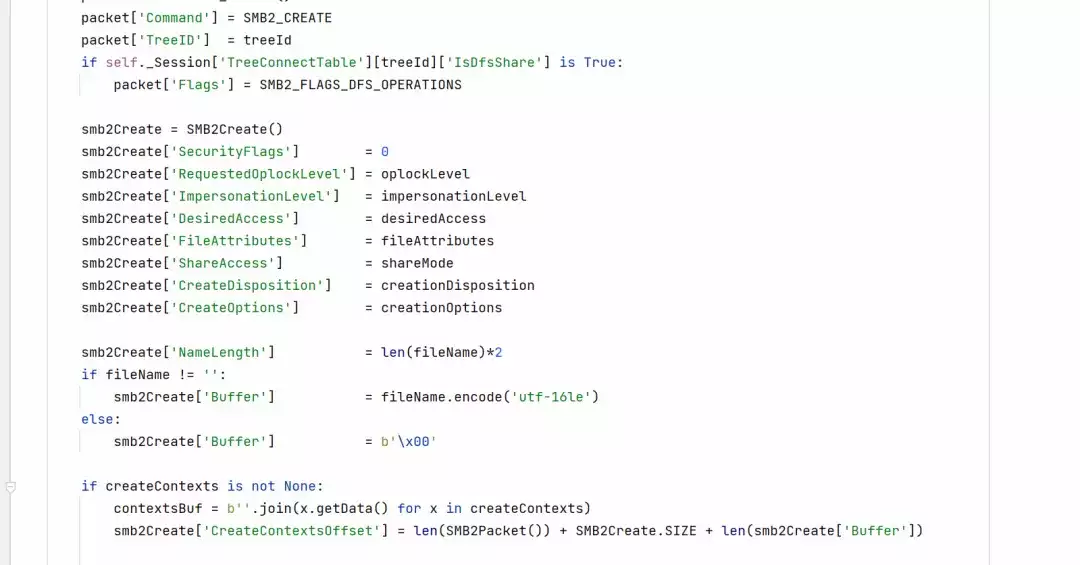 packet['Command'] = SMB2_CREATE
packet['TreeID']  = treeId
if self._Session['TreeConnectTable'][treeId]['IsDfsShare'] is True:
    packet['Flags'] = SMB2_FLAGS_DFS_OPERATIONS

smb2Create = SMB2Create()
smb2Create['SecurityFlags']        = 0
smb2Create['RequestedOplockLevel'] = oplockLevel
smb2Create['ImpersonationLevel']   = impersonationLevel
smb2Create['DesiredAccess']        = desiredAccess
smb2Create['FileAttributes']       = fileAttributes
smb2Create['ShareAccess']          = shareMode
smb2Create['CreateDisposition']    = creationDisposition
smb2Create['CreateOptions']        = creationOptions

smb2Create['NameLength']           = len(fileName)*2
if fileName != '':
    smb2Create['Buffer']           = fileName.encode('utf-16le')
else:
    smb2Create['Buffer']           = b'\x00'

if createContexts is not None:
    contextsBuf = b''.join(x.getData() for x in createContexts)
    smb2Create['CreateContextsOffset'] = len(SMB2Packet()) + SMB2Create.SIZE + len(smb2Create['Buffer'])